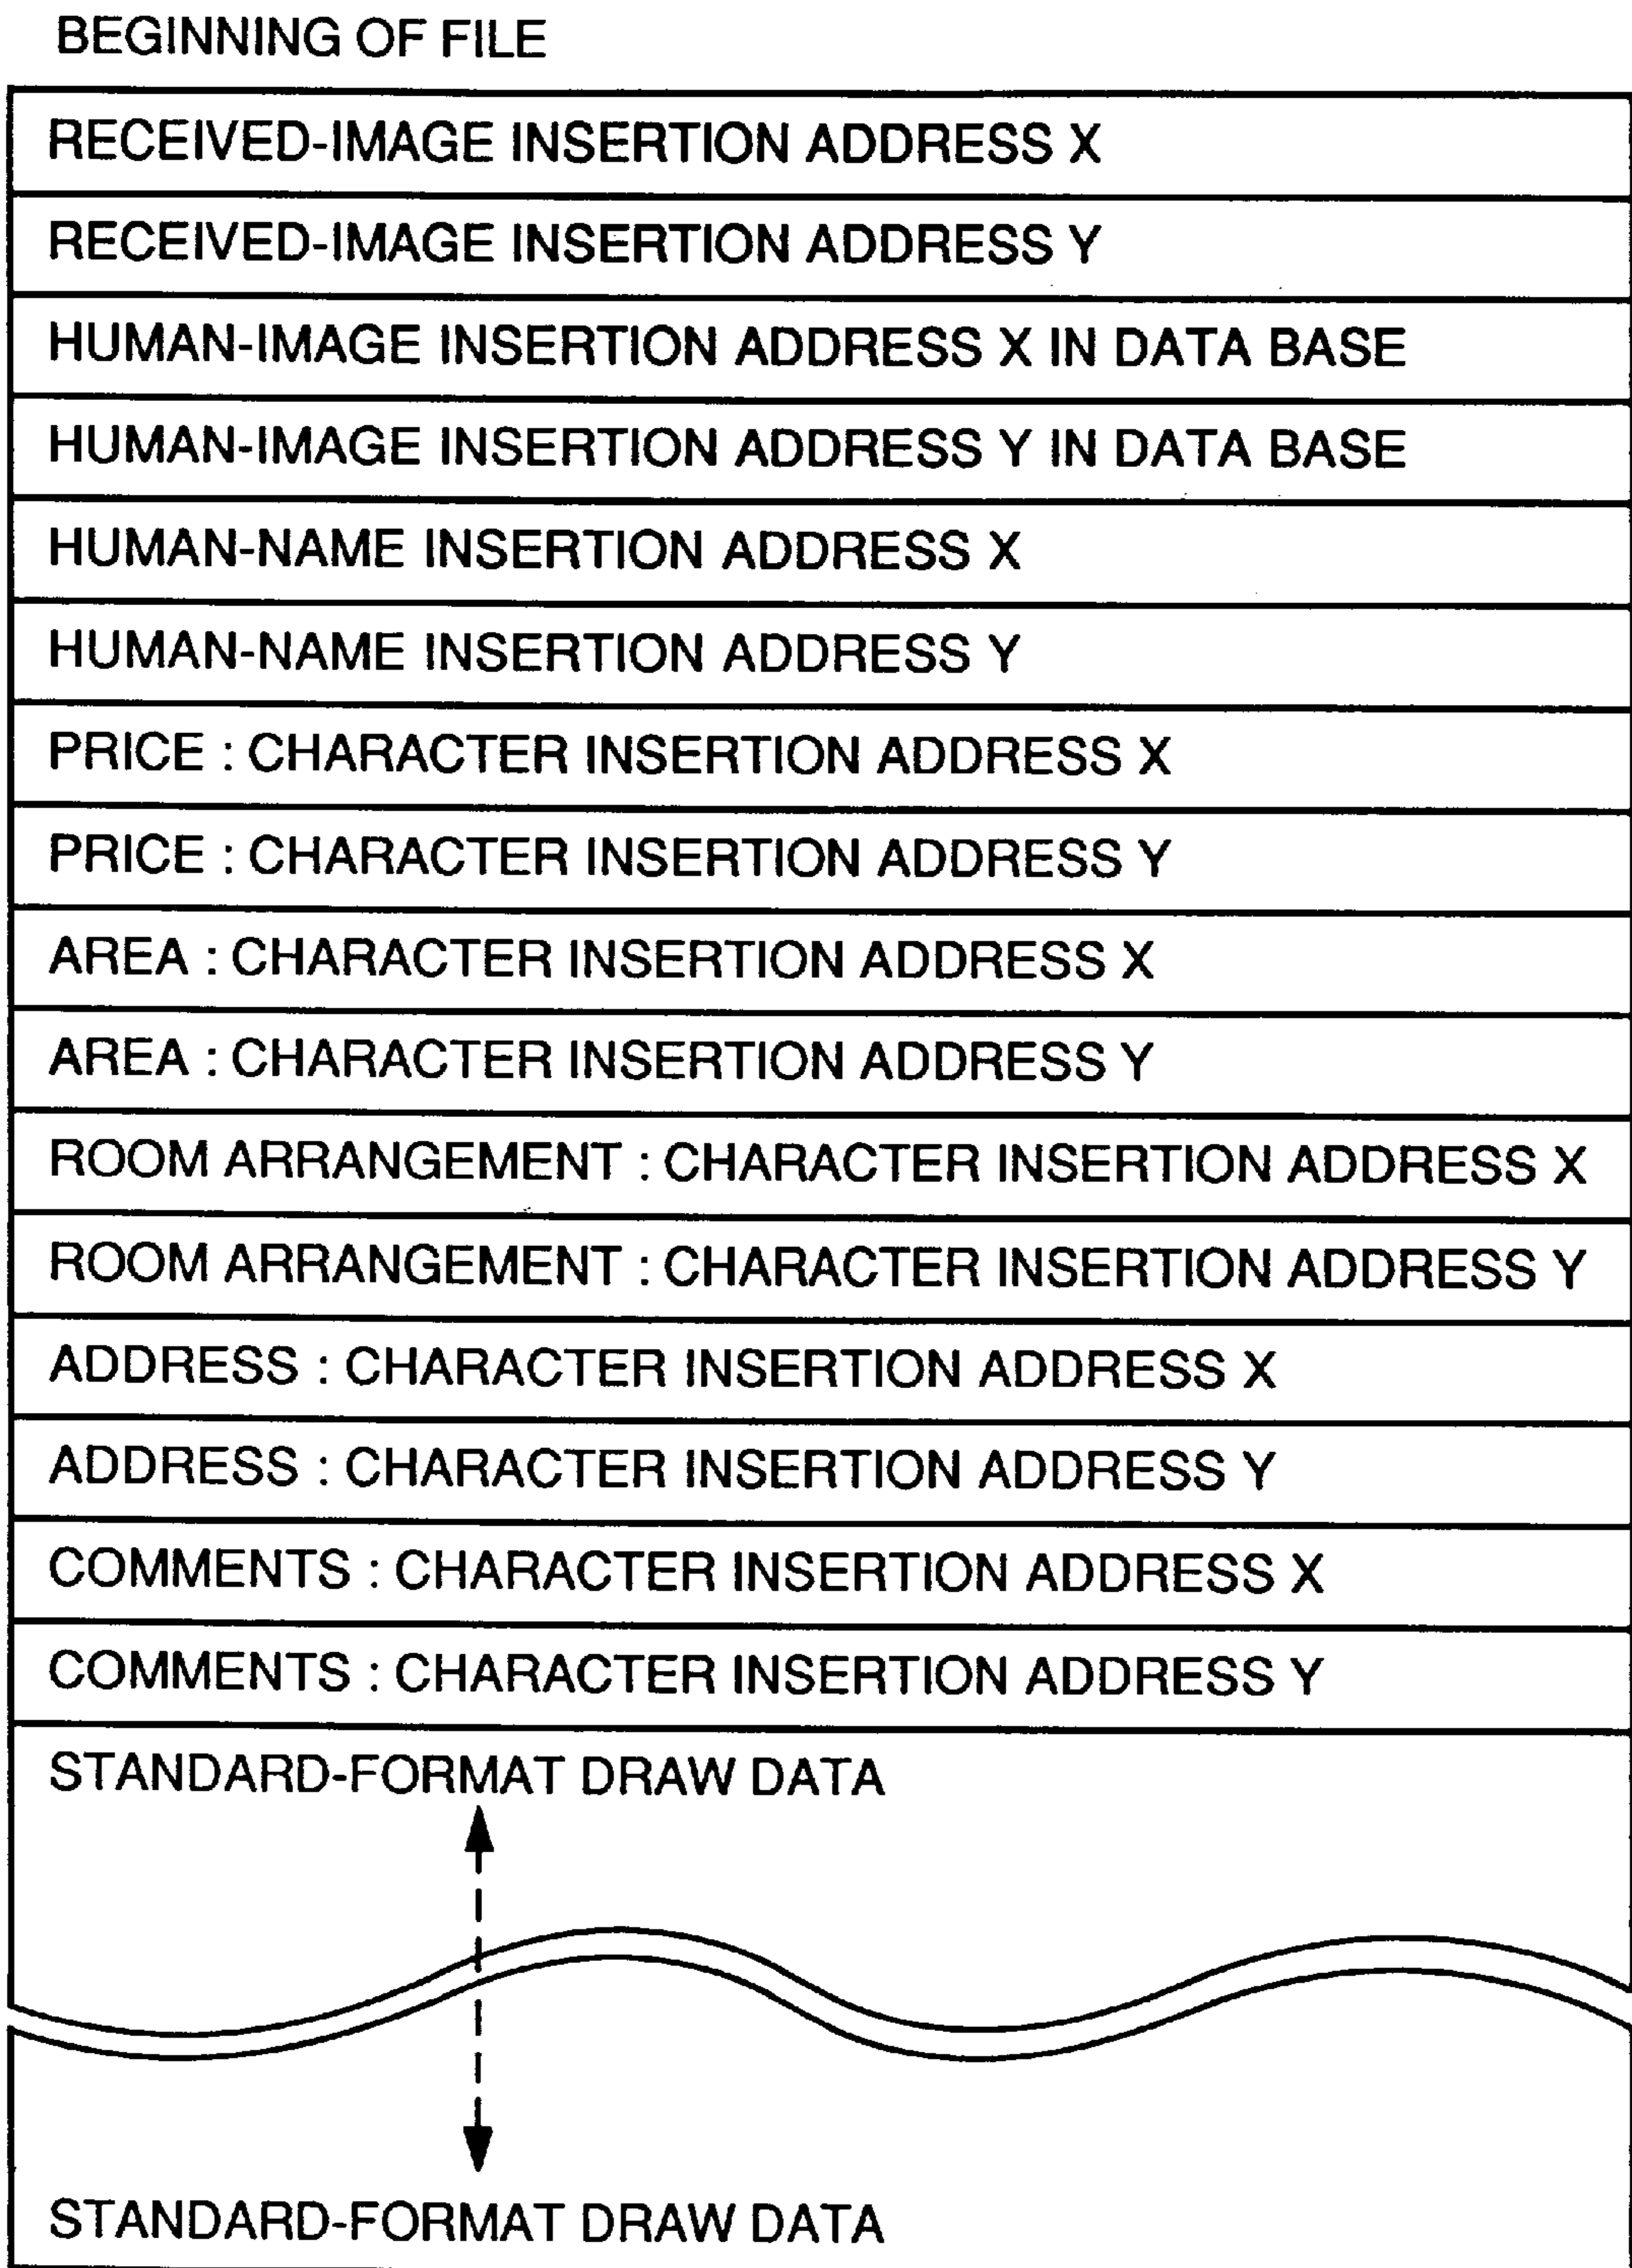 BEGINNING OF FILE
RECEIVED-IMAGE INSERTION ADDRESS X
RECEIVED-IMAGE INSERTION ADDRESS Y
HUMAN-IMAGE INSERTION ADDRESS X IN DATA BASE
HUMAN-IMAGE INSERTION ADDRESS Y IN DATA BASE
HUMAN-NAME INSERTION ADDRESS X
HUMAN-NAME INSERTION ADDRESS Y
PRICE : CHARACTER INSERTION ADDRESS X
PRICE : CHARACTER INSERTION ADDRESS Y
AREA : CHARACTER INSERTION ADDRESS X
AREA : CHARACTER INSERTION ADDRESS Y
ROOM ARRANGEMENT : CHARACTER INSERTION ADDRESS X
ROOM ARRANGEMENT : CHARACTER INSERTION ADDRESS Y
ADDRESS : CHARACTER INSERTION ADDRESS X
ADDRESS : CHARACTER INSERTION ADDRESS Y
COMMENTS : CHARACTER INSERTION ADDRESS X
COMMENTS : CHARACTER INSERTION ADDRESS Y
STANDARD-FORMAT DRAW DATA
STANDARD-FORMAT DRAW DATA